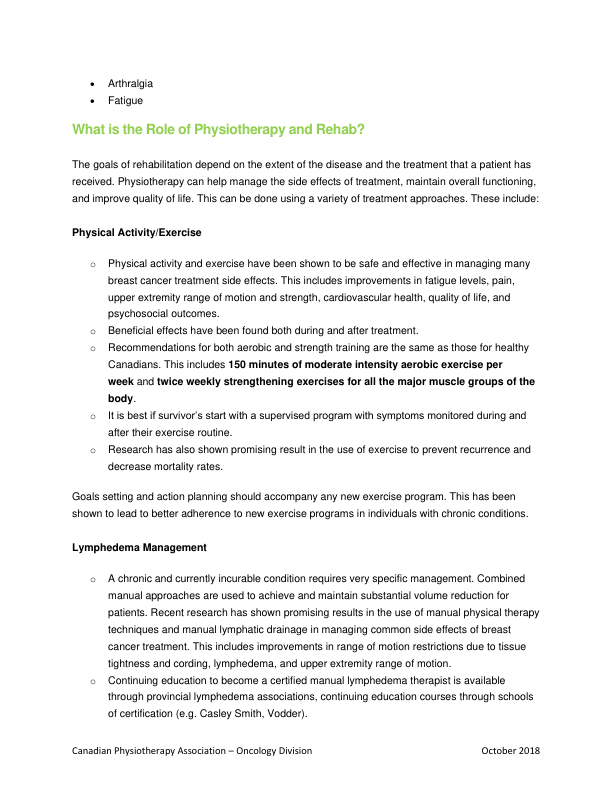 • Arthralgia
• Fatigue
What is the Role of Physiotherapy and Rehab?
The goals of rehabilitation depend on the extent of the disease and the treatment that a patient has
received. Physiotherapy can help manage the side effects of treatment, maintain overall functioning,
and improve quality of life. This can be done using a variety of treatment approaches. These include:
Physical Activity/Exercise
o Physical activity and exercise have been shown to be safe and effective in managing many
breast cancer treatment side effects. This includes improvements in fatigue levels, pain,
upper extremity range of motion and strength, cardiovascular health, quality of life, and
psychosocial outcomes.
o Beneficial effects have been found both during and after treatment.
o Recommendations for both aerobic and strength training are the same as those for healthy
Canadians. This includes 150 minutes of moderate intensity aerobic exercise per
week and twice weekly strengthening exercises for all the major muscle groups of the
body.
o It is best if survivor’s start with a supervised program with symptoms monitored during and
after their exercise routine.
o Research has also shown promising result in the use of exercise to prevent recurrence and
decrease mortality rates.
Goals setting and action planning should accompany any new exercise program. This has been
shown to lead to better adherence to new exercise programs in individuals with chronic conditions.
Lymphedema Management
o A chronic and currently incurable condition requires very specific management. Combined
manual approaches are used to achieve and maintain substantial volume reduction for
patients. Recent research has shown promising results in the use of manual physical therapy
techniques and manual lymphatic drainage in managing common side effects of breast
cancer treatment. This includes improvements in range of motion restrictions due to tissue
tightness and cording, lymphedema, and upper extremity range of motion.
o Continuing education to become a certified manual lymphedema therapist is available
through provincial lymphedema associations, continuing education courses through schools
of certification (e.g. Casley Smith, Vodder).
Canadian Physiotherapy Association – Oncology Division October 2018